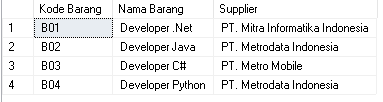 Kode Barang Nama Barang Supplier
1 B01 Developer .Net PT. Mitra Informatika Indonesia
2 B02 Developer Java PT. Metrodata Indonesia
3 B03 Developer C# PT. Metro Mobile
4 B04 Developer Python PT. Metrodata Indonesia